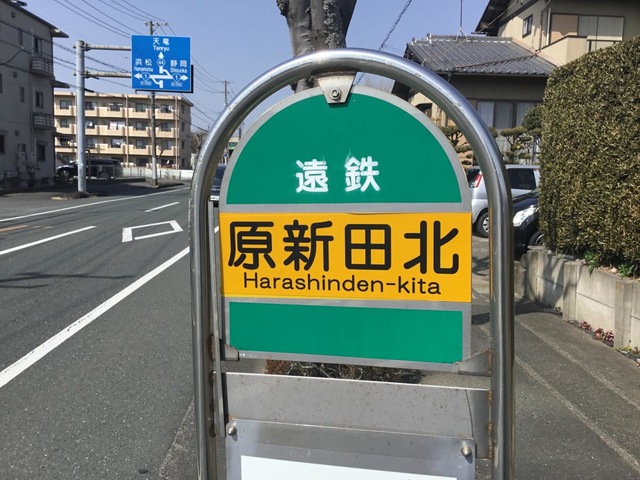 天竜
Tenryu
浜松 静岡
Hamamatsu Shizuoka
遠鉄
原新田北
Harashinden-kita